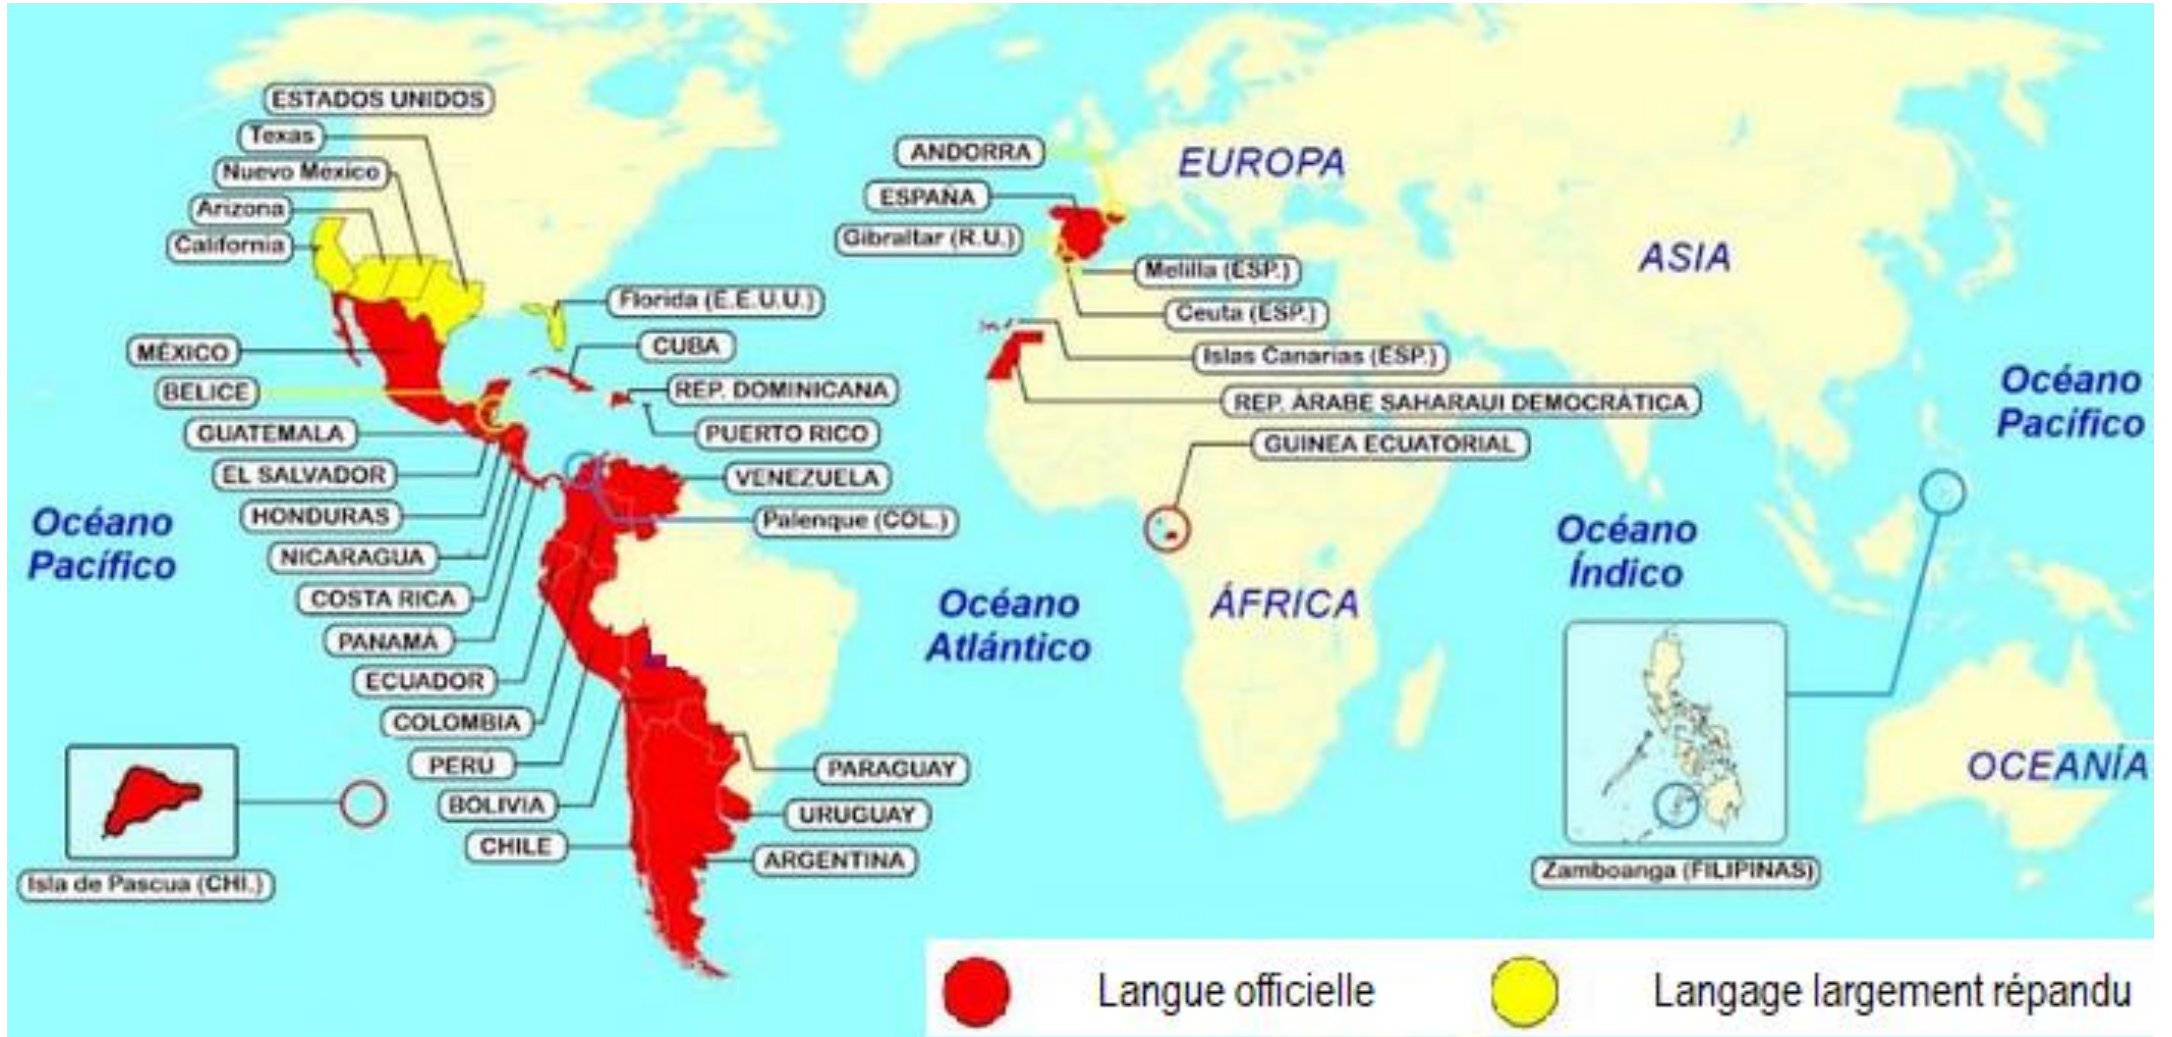 ESTADOS UNIDOS
Texas
Nuevo México
Arizona
California
Florida (E.E.U.U.)
MÉXICO
CUBA
BELICE
REP. DOMINICANA
GUATEMALA
PUERTO RICO
EL SALVADOR
VENEZUELA
HONDURAS
Palenque (COL.)
NICARAGUA
COSTA RICA
PANAMÁ
ECUADOR
COLOMBIA
PERÚ
PARAGUAY
BOLIVIA
URUGUAY
CHILE
ARGENTINA
Isla de Pascua (CHI.)
Océano
Pacífico
Océano
Atlántico
ANDORRA
ESPAÑA
Gibraltar (R.U.)
EUROPA
Melilla (ESP.)
Ceuta (ESP.)
Islas Canarias (ESP.)
REP. ÁRABE SAHARAUI DEMOCRÁTICA
GUINEA ECUATORIAL
ÁFRICA
ASIA
Océano
Índico
Océano
Pacífico
OCEANÍA
Zamboanga (FILIPINAS)
Langue officielle
Langage largement répandu